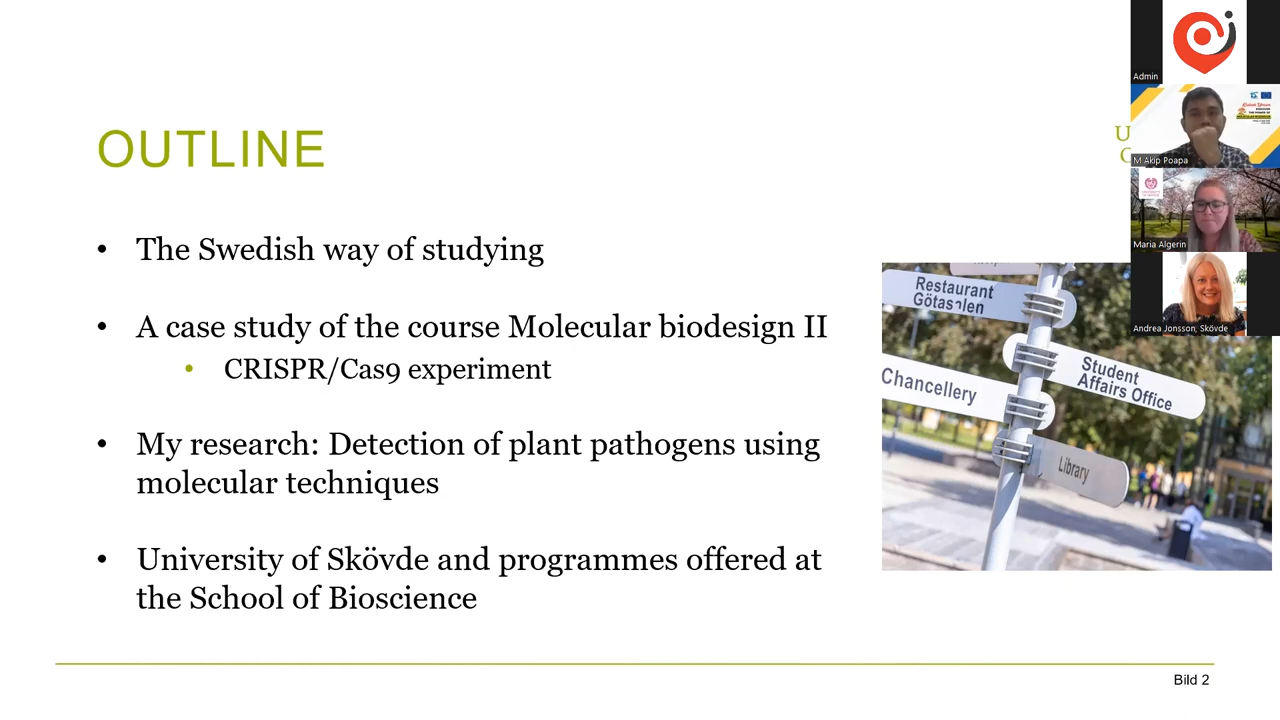 OUTLINE
• The Swedish way of studying
• A case study of the course Molecular biodesign II
• CRISPR/Cas9 experiment
• My research: Detection of plant pathogens using
molecular techniques
• University of Skövde and programmes offered at
the School of Bioscience
Restaurant
Student
Affairs Office
Chancellery
Library
Bild 2
Admin
M Akip Poapa
Maria Algerin
Andrea Jonsson, Skövde